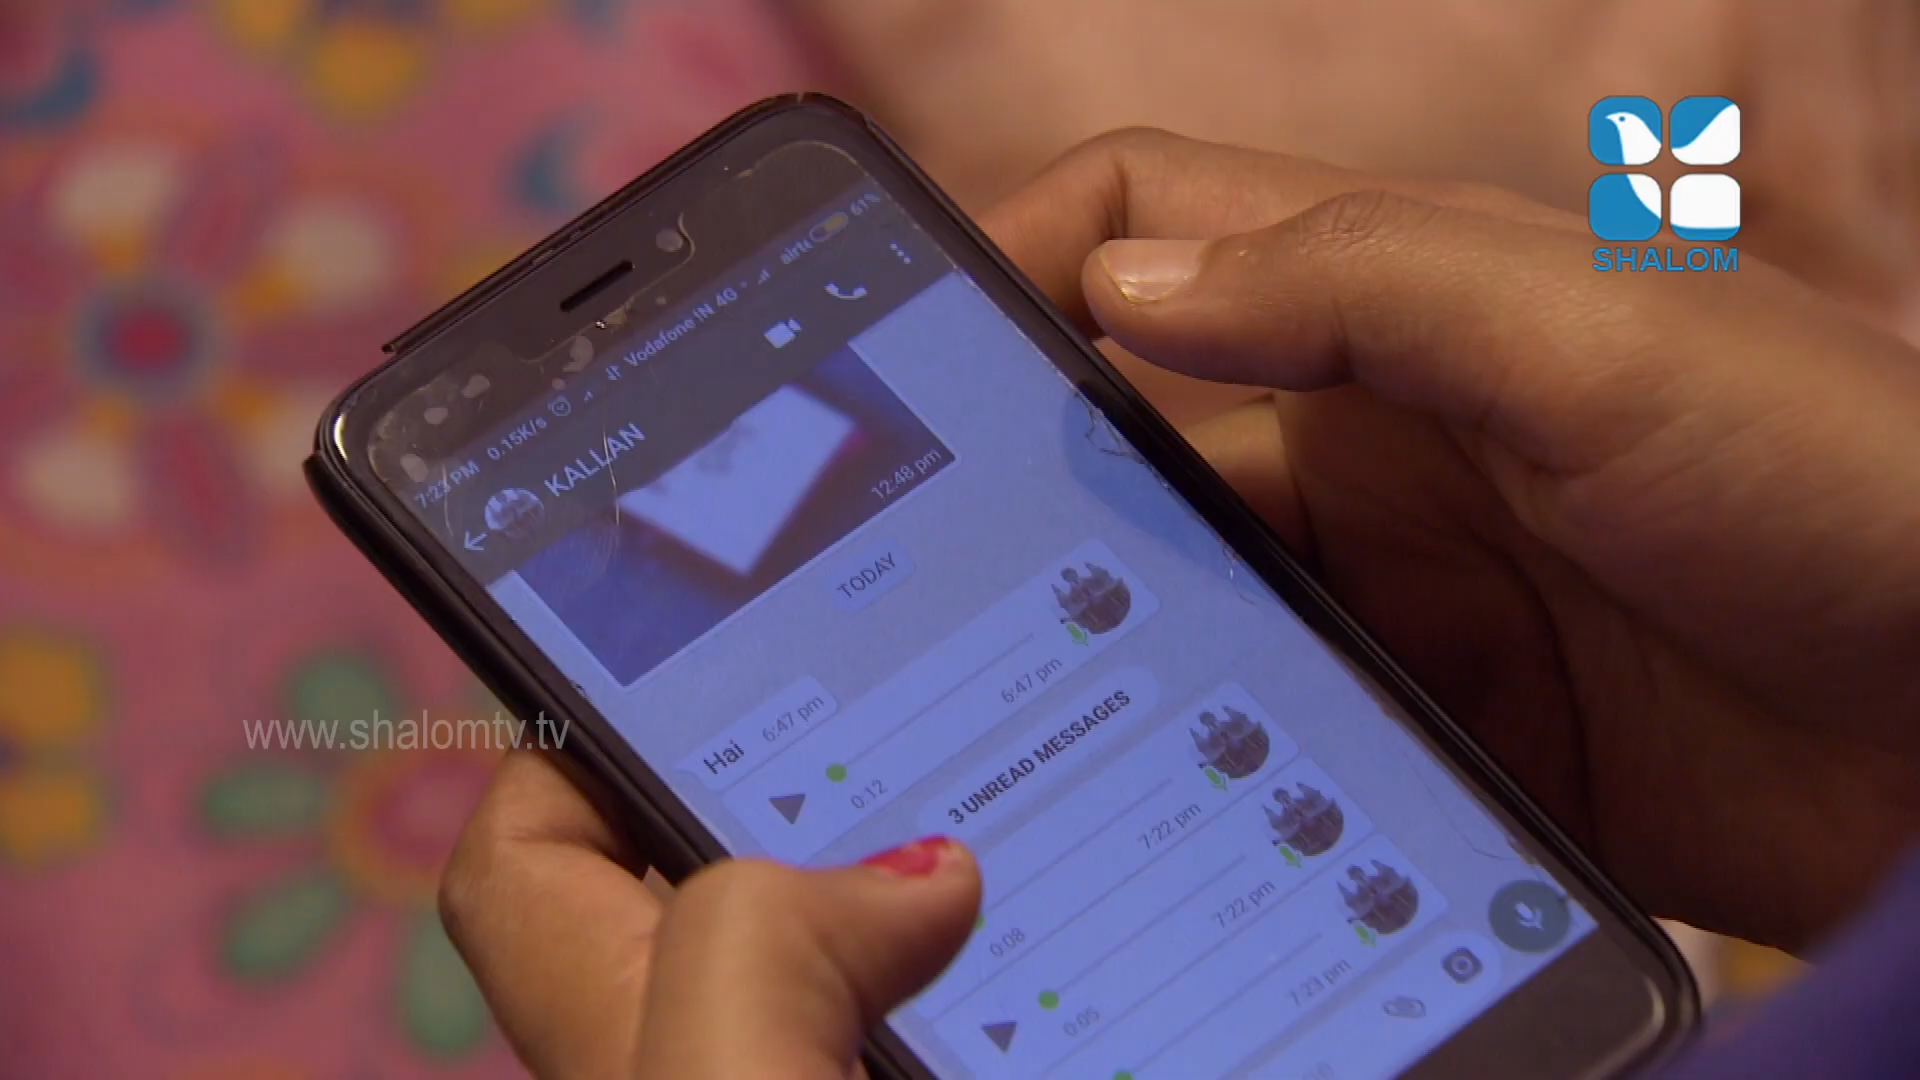 SHALOM
www.shalomtv.tv
7:23 PM 0.15K/s Vodafone IN 4G 61%
KALLAN
12:48 pm
TODAY
Hai 6:47 pm
0:12 6:47 pm
3 UNREAD MESSAGES
0:08 7:22 pm
7:22 pm
0:05 7:23 pm